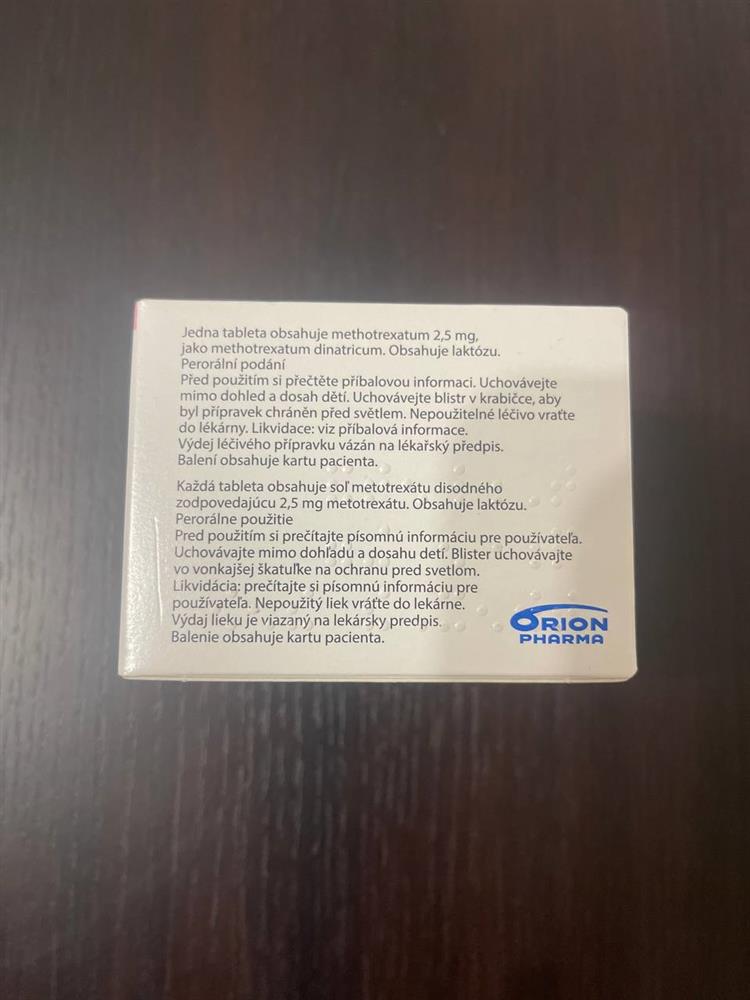 Jedna tableta obsahuje methotrexatum 2,5 mg,
jako methotrexatum dinatricum. Obsahuje laktózu.
Perorální podání
Před použitím si přečtěte příbalovou informaci. Uchovávejte
mimo dohled a dosah dětí. Uchovávejte blistr v krabičce, aby
byl přípravek chráněn před světlem. Nepoužitelné léčivo vraťte
do lékárny. Likvidace: viz příbalová informace.
Výdej léčivého přípravku vázán na lékařský předpis.
Balení obsahuje kartu pacienta.
Každá tableta obsahuje soľ metotrexátu disodného
zodpovedajúcu 2,5 mg metotrexátu. Obsahuje laktózu.
Perorálne použitie
Pred použitím si prečítajte písomnú informáciu pre používateľa.
Uchovávajte mimo dohľadu a dosahu detí. Blister uchovávajte
vo vonkajšej škatuľke na ochranu pred svetlom.
Likvidácia: prečítajte si písomnú informáciu pre
používateľa. Nepoužitý liek vráťte do lekárne.
Výdaj lieku je viazaný na lekársky predpis.
Balenie obsahuje kartu pacienta.
ORION
PHARMA